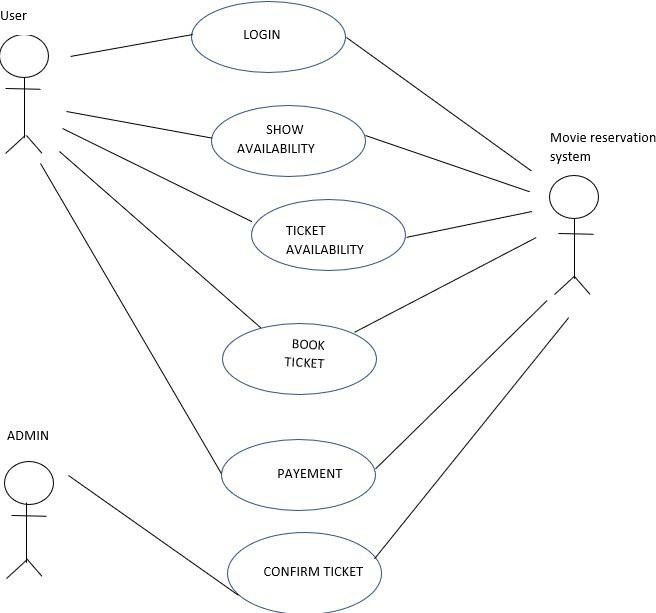 User
LOGIN
SHOW
AVAILABILITY
Movie reservation
system
TICKET
AVAILABILITY
BOOK
TICKET
ADMIN
PAYEMENT
CONFIRM TICKET